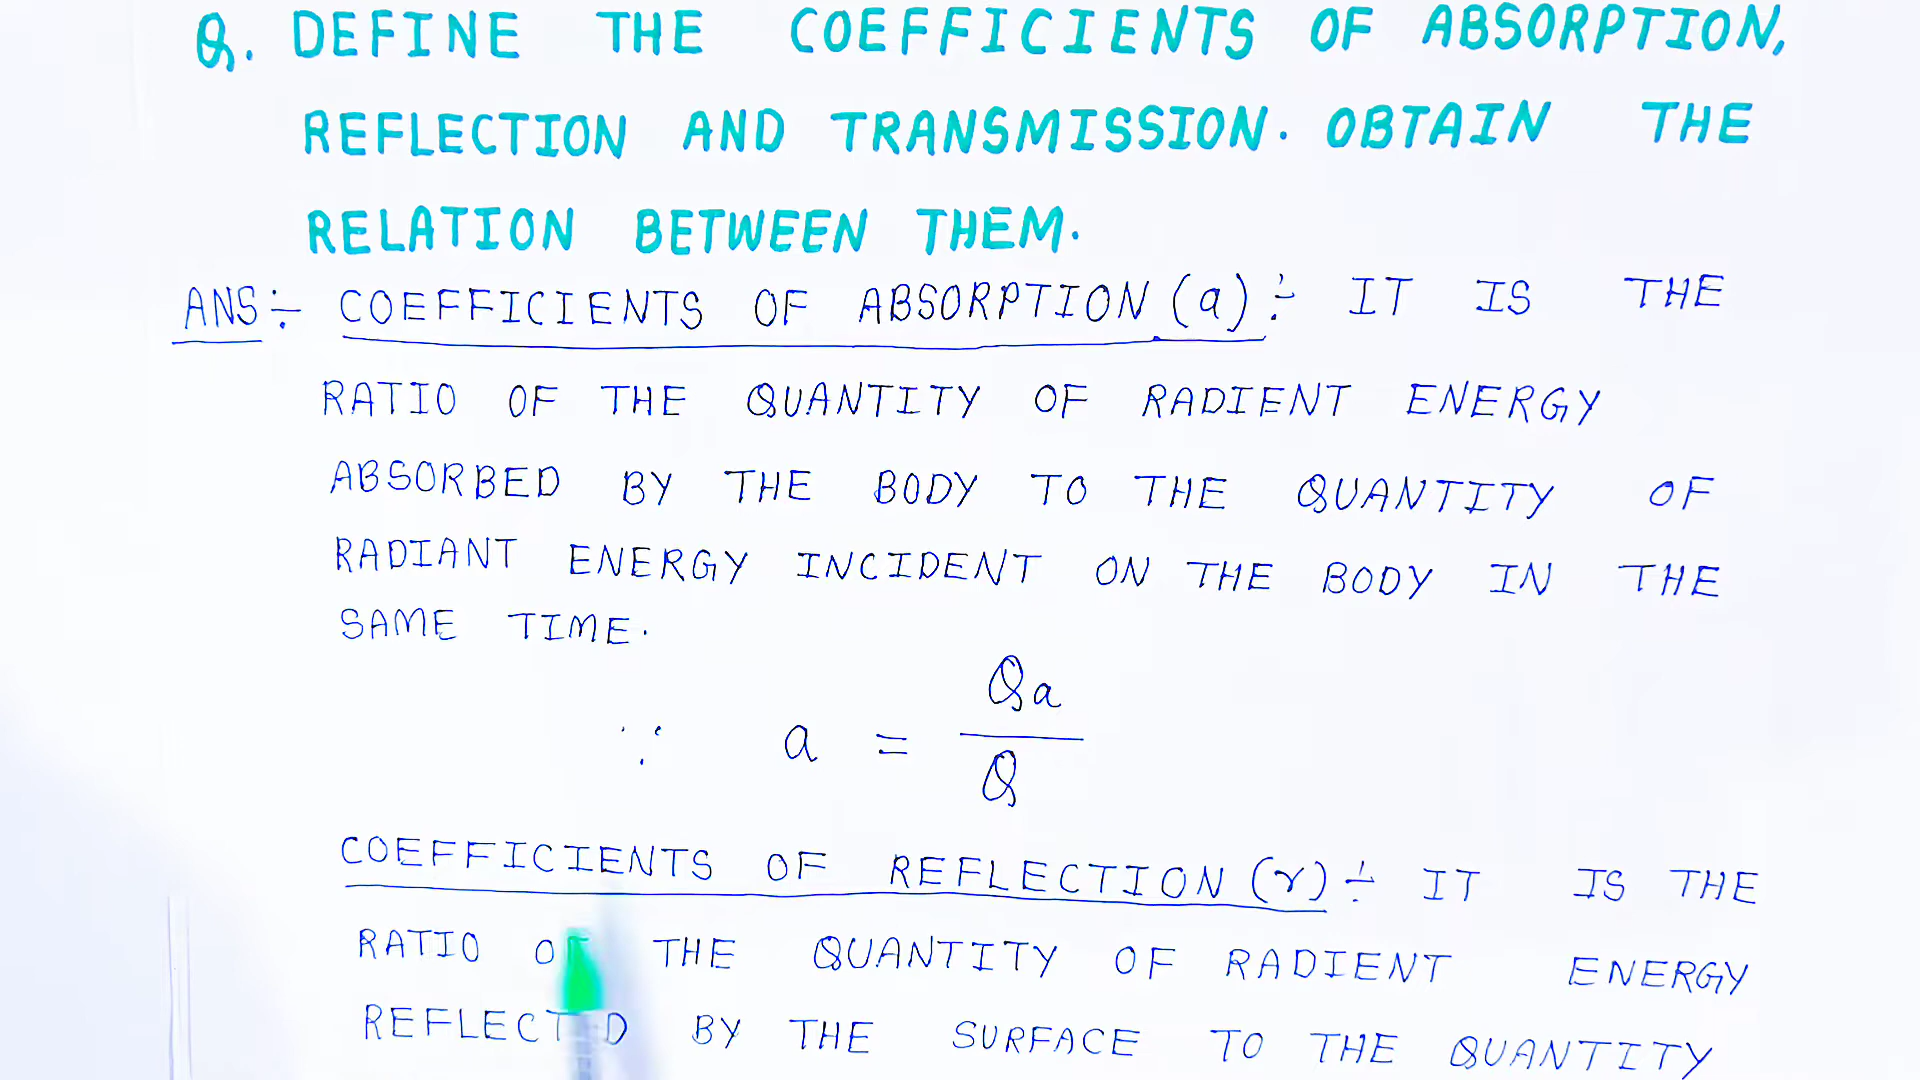 Q. DEFINE THE COEFFICIENTS OF ABSORPTION,
REFLECTION AND TRANSMISSION. OBTAIN THE
RELATION BETWEEN THEM.
ANS:- COEFFICIENTS OF ABSORPTION (a) :- IT IS THE
RATIO OF THE QUANTITY OF RADIENT ENERGY
ABSORBED BY THE BODY TO THE QUANTITY OF
RADIANT ENERGY INCIDENT ON THE BODY IN THE
SAME TIME.
∵ a = Qa / Q
COEFFICIENTS OF REFLECTION (r) :- IT IS THE
RATIO OF THE QUANTITY OF RADIENT ENERGY
REFLECTED BY THE SURFACE TO THE QUANTITY